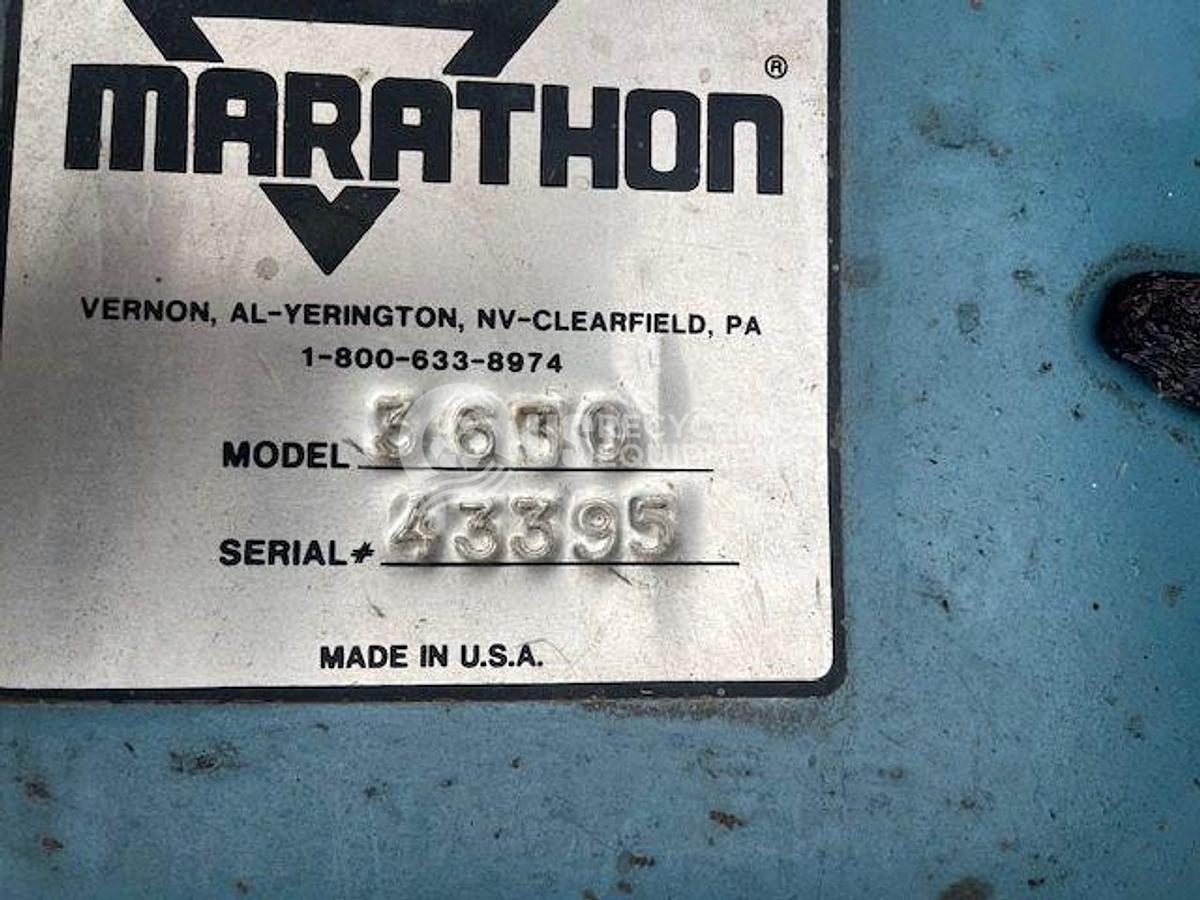 MARATHON ®
VERNON, AL-YERINGTON, NV-CLEARFIELD, PA
1-800-633-8974
MODEL 3630
SERIAL # 43395
MADE IN U.S.A.